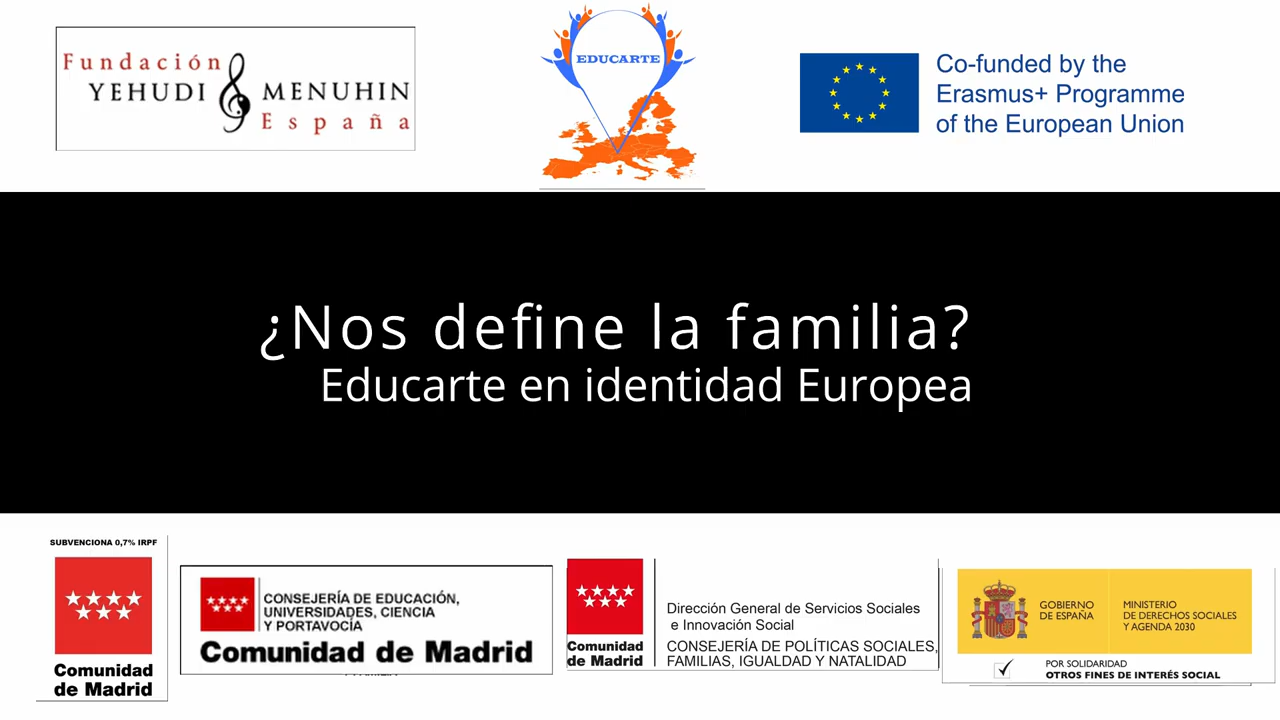 Fundación
YEHUDI MENUHIN
España
EDUCARTE
Co-funded by the
Erasmus+ Programme
of the European Union
¿Nos define la familia?
Educarte en identidad Europea
SUBVENCIONA 0,7% IRPF
Comunidad
de Madrid
CONSEJERÍA DE EDUCACIÓN,
UNIVERSIDADES, CIENCIA
Y PORTAVOCÍA
Comunidad de Madrid
Comunidad
de Madrid
Dirección General de Servicios Sociales
e Innovación Social
CONSEJERÍA DE POLÍTICAS SOCIALES,
FAMILIAS, IGUALDAD Y NATALIDAD
GOBIERNO
DE ESPAÑA
MINISTERIO
DE DERECHOS SOCIALES
Y AGENDA 2030
POR SOLIDARIDAD
OTROS FINES DE INTERÉS SOCIAL